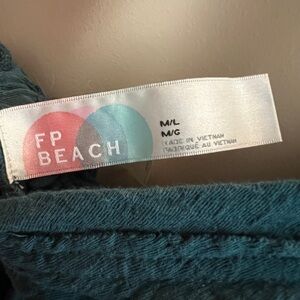 FP
BEACH
M/L
M/G
MADE IN VIETNAM
FABRIQUÉ AU VIETNAM